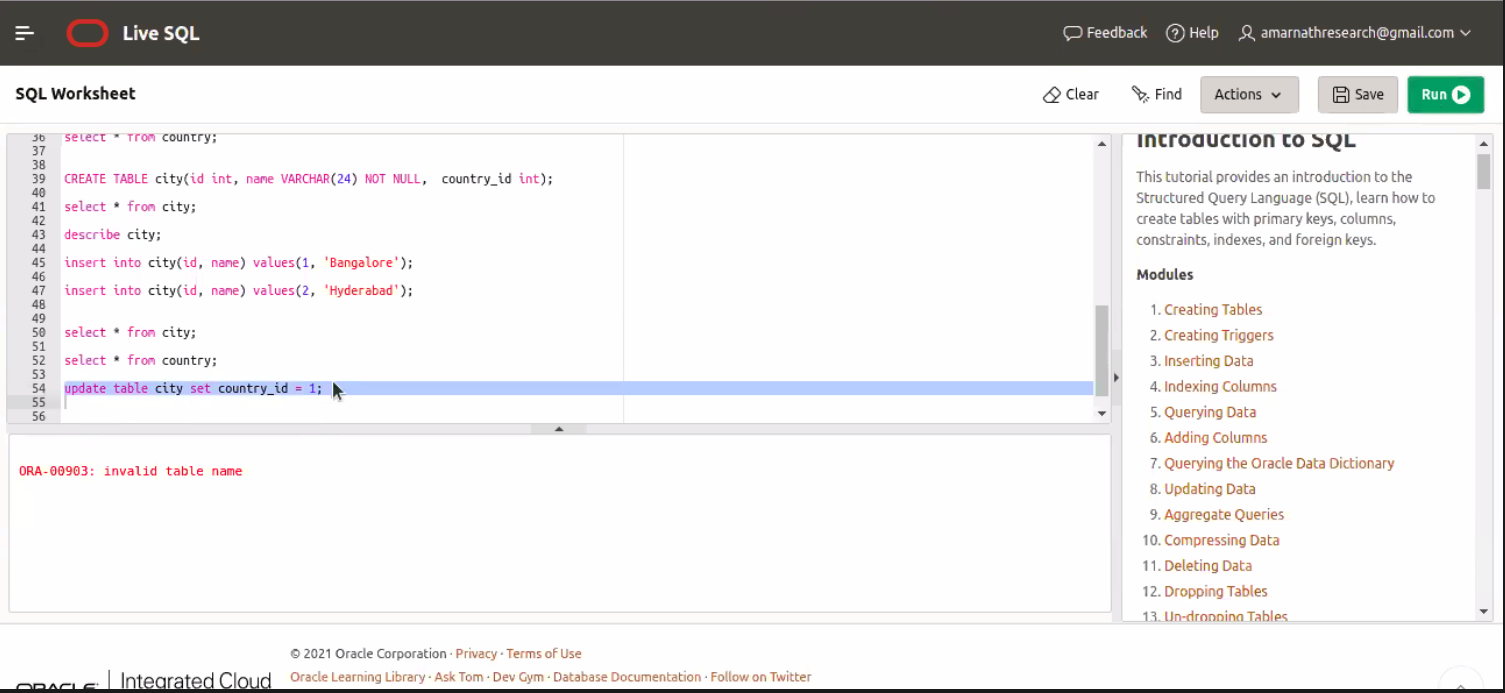 Live SQL
Feedback
Help
amarnathresearch@gmail.com
SQL Worksheet
Clear
Find
Actions
Save
Run
36 select * from country;
37
38
39 CREATE TABLE city(id int, name VARCHAR(24) NOT NULL,  country_id int);
40
41 select * from city;
42
43 describe city;
44
45 insert into city(id, name) values(1, 'Bangalore');
46
47 insert into city(id, name) values(2, 'Hyderabad');
48
49
50 select * from city;
51
52 select * from country;
53
54 update table city set country_id = 1;
55
56
ORA-00903: invalid table name
Introduction to SQL
This tutorial provides an introduction to the
Structured Query Language (SQL), learn how to
create tables with primary keys, columns,
constraints, indexes, and foreign keys.
Modules
1. Creating Tables
2. Creating Triggers
3. Inserting Data
4. Indexing Columns
5. Querying Data
6. Adding Columns
7. Querying the Oracle Data Dictionary
8. Updating Data
9. Aggregate Queries
10. Compressing Data
11. Deleting Data
12. Dropping Tables
13. Un-dropping Tables
© 2021 Oracle Corporation · Privacy · Terms of Use
ORACLE Integrated Cloud
Oracle Learning Library · Ask Tom · Dev Gym · Database Documentation · Follow on Twitter